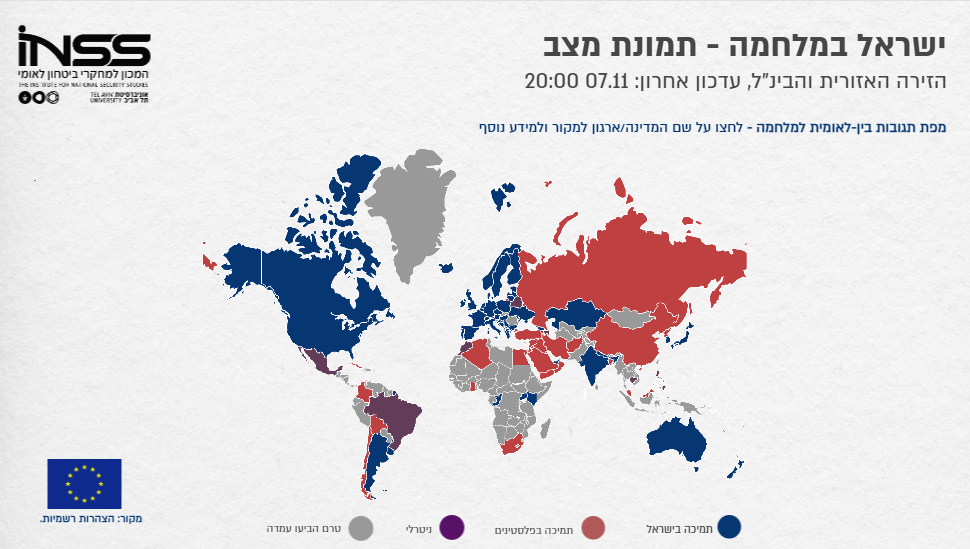 iNSS
המכון למחקרי ביטחון לאומי
THE INSTITUTE FOR NATIONAL SECURITY STUDIES
אוניברסיטת TEL AVIV
תל אביב UNIVERSITY
ישראל במלחמה - תמונת מצב
הזירה האזורית והבינ"ל, עדכון אחרון: 07.11 20:00
מפת תגובות בין-לאומית למלחמה - לחצו על שם המדינה/ארגון למקור ולמידע נוסף
מקור: הצהרות רשמיות.
תמיכה בישראל
תמיכה בפלסטינים
ניטרלי
טרם הביעו עמדה